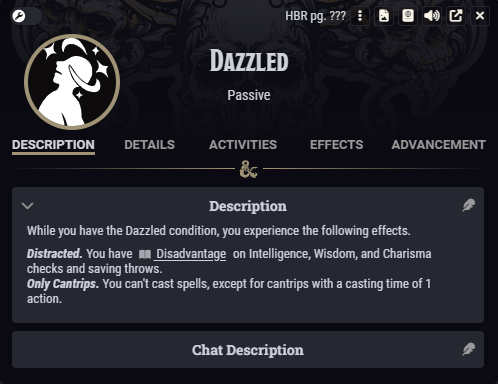 HBR pg. ???
Dazzled
Passive
DESCRIPTION DETAILS ACTIVITIES EFFECTS ADVANCEMENT
&
Description
While you have the Dazzled condition, you experience the following effects.
Distracted. You have Disadvantage on Intelligence, Wisdom, and Charisma
checks and saving throws.
Only Cantrips. You can't cast spells, except for cantrips with a casting time of 1
action.
Chat Description